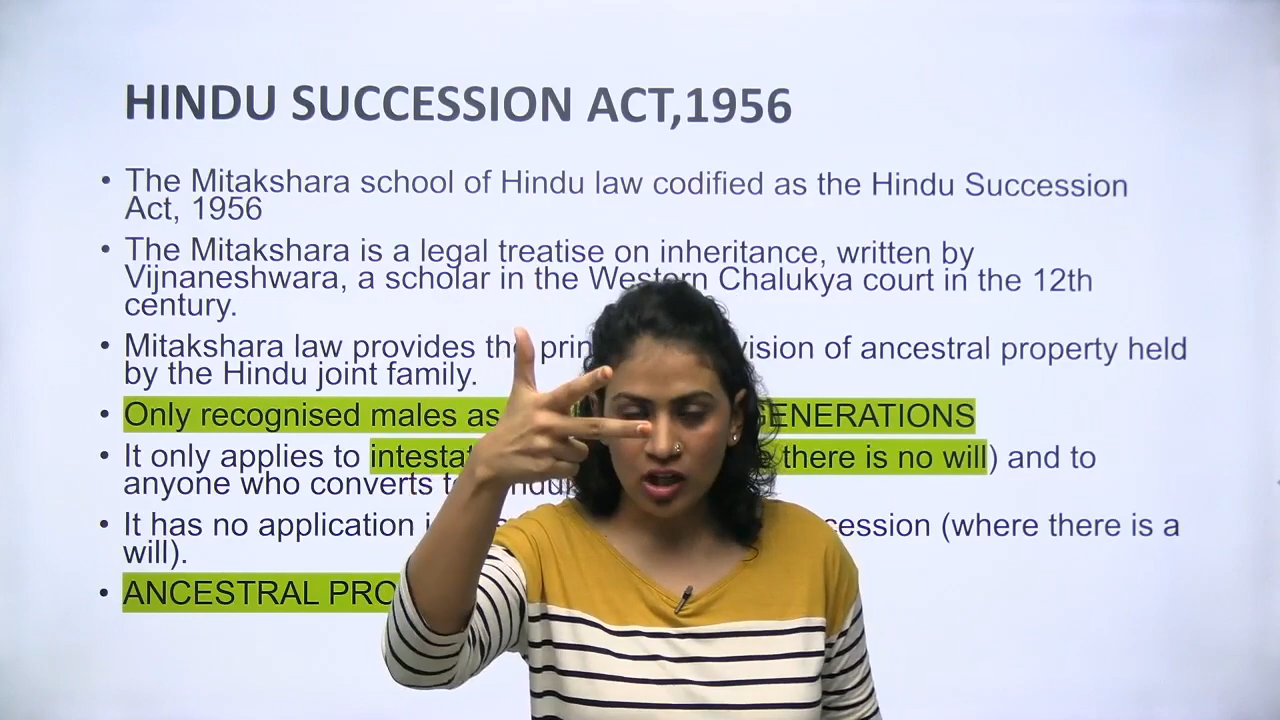 HINDU SUCCESSION ACT,1956
• The Mitakshara school of Hindu law codified as the Hindu Succession
Act, 1956
• The Mitakshara is a legal treatise on inheritance, written by
Vijnaneshwara, a scholar in the Western Chalukya court in the 12th
century.
• Mitakshara law provides the vision of ancestral property held
by the Hindu joint family.
• Only recognised males as GENERATIONS
• It only applies to there is no will) and to
anyone who converts
• It has no application (where there is a
will).
• ANCESTRAL